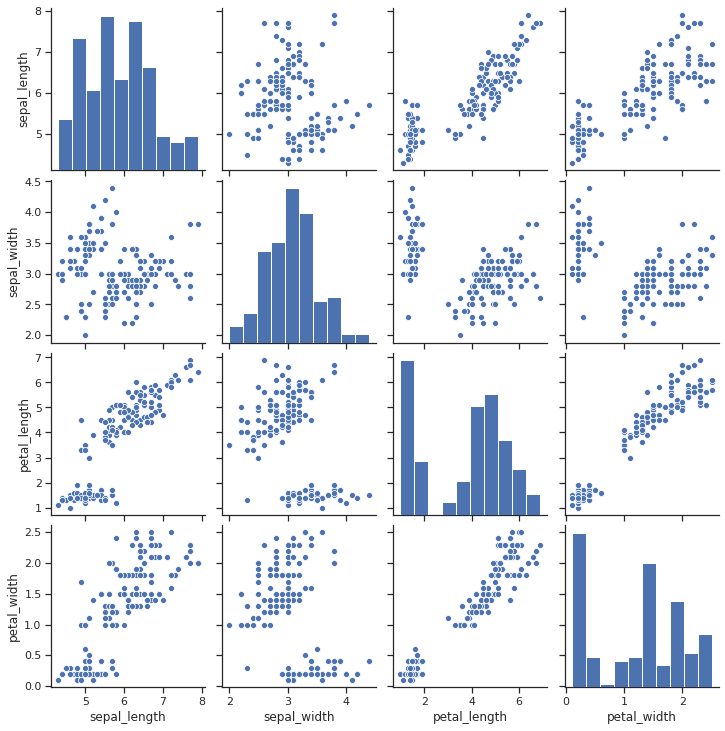 8
7
6
5
sepal_length
4.5
4.0
3.5
3.0
2.5
2.0
sepal_width
7
6
5
4
3
2
1
petal_length
2.5
2.0
1.5
1.0
0.5
0.0
petal_width
5 6 7 8
2 3 4
2 4 6
0 1 2
sepal_length sepal_width petal_length petal_width